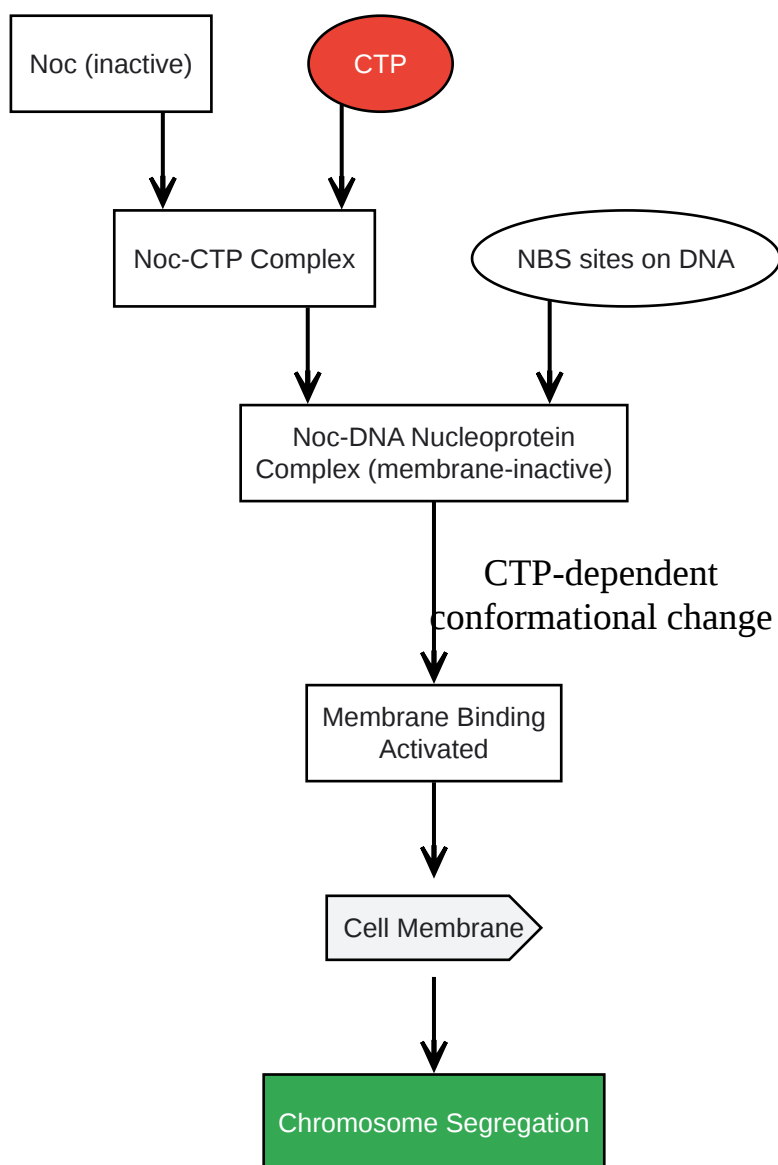 Noc (inactive)
CTP
Noc-CTP Complex
NBS sites on DNA
Noc-DNA Nucleoprotein
Complex (membrane-inactive)
CTP-dependent
conformational change
Membrane Binding
Activated
Cell Membrane
Chromosome Segregation